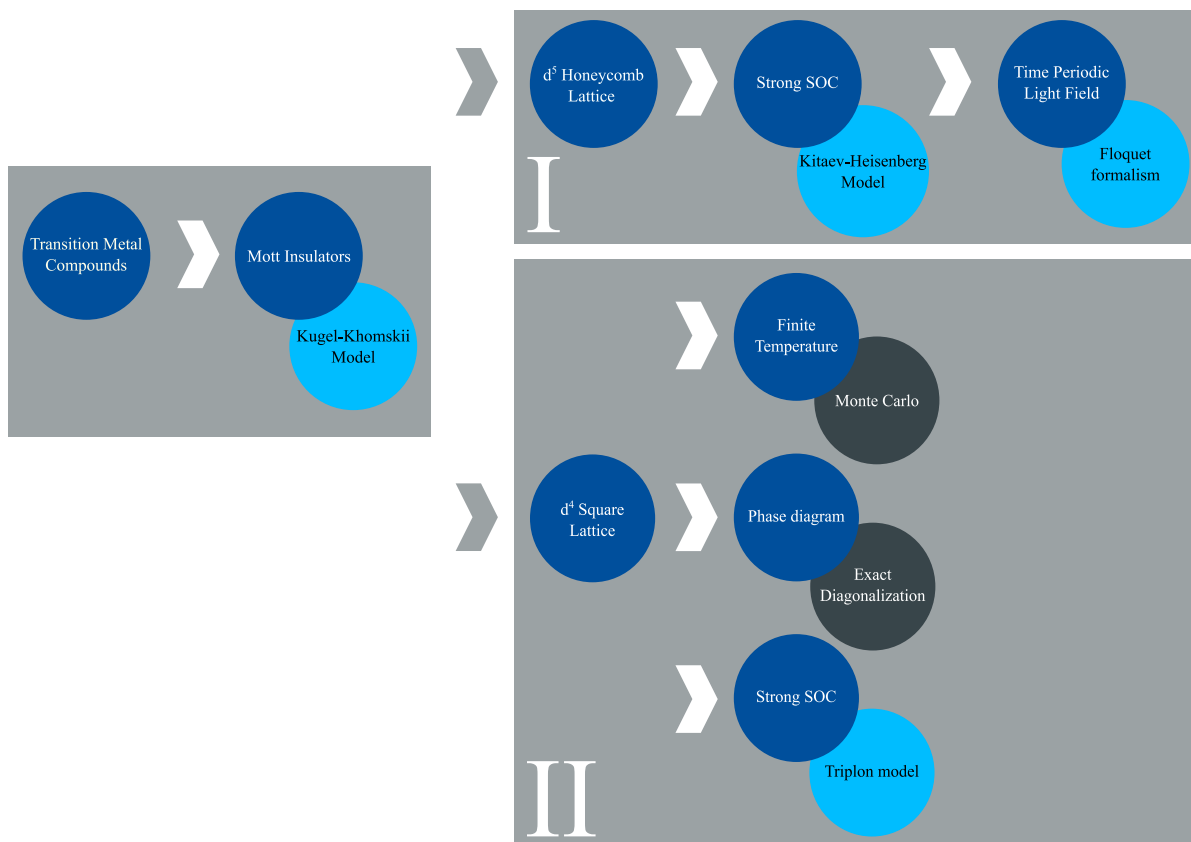 Transition Metal
Compounds
Mott Insulators
Kugel-Khomskii
Model
I
d⁵ Honeycomb
Lattice
Strong SOC
Kitaev-Heisenberg
Model
Time Periodic
Light Field
Floquet
formalism
II
d⁴ Square
Lattice
Finite
Temperature
Monte Carlo
Phase diagram
Exact
Diagonalization
Strong SOC
Triplon model